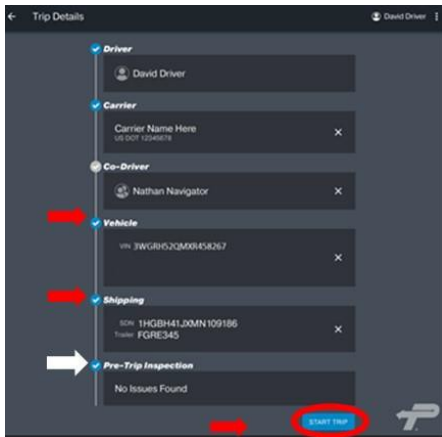 Trip Details
David Driver
Driver
David Driver
Carrier
Carrier Name Here
US DOT 12345678
Co-Driver
Nathan Navigator
Vehicle
VIN 3WGRH52QMXR458267
Shipping
SDN 1HGBH41JXMN109186
Trailer FGRE345
Pre-Trip Inspection
No Issues Found
START TRIP